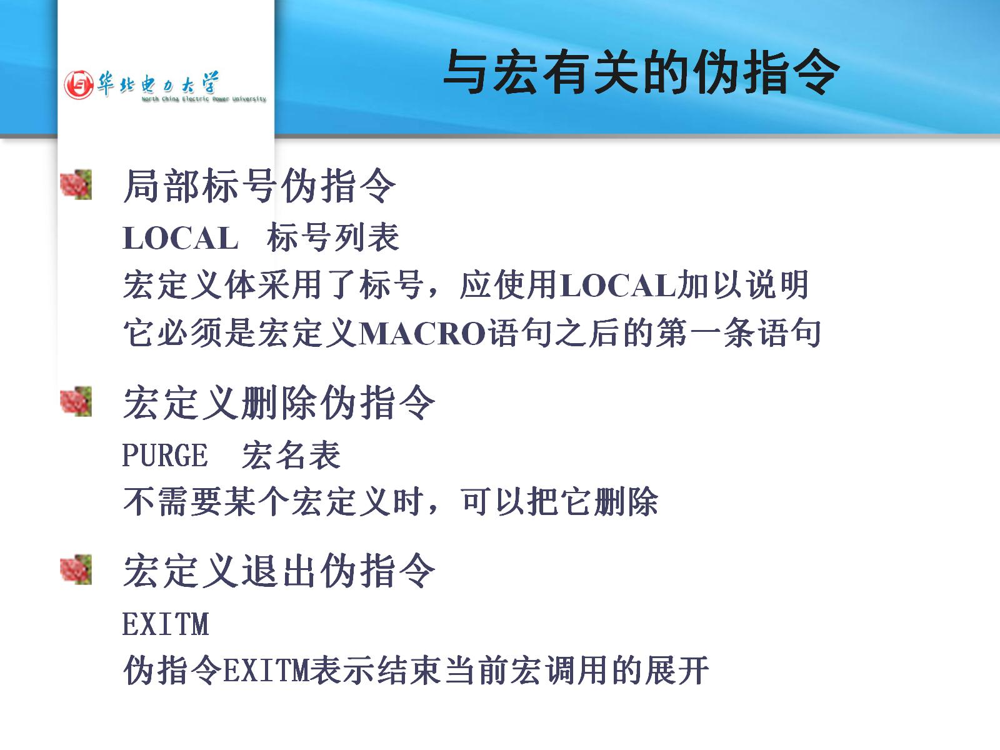 华北电力大学
North China Electric Power University
与宏有关的伪指令
局部标号伪指令
LOCAL 标号列表
宏定义体采用了标号，应使用LOCAL加以说明
它必须是宏定义MACRO语句之后的第一条语句
宏定义删除伪指令
PURGE 宏名表
不需要某个宏定义时，可以把它删除
宏定义退出伪指令
EXITM
伪指令EXITM表示结束当前宏调用的展开